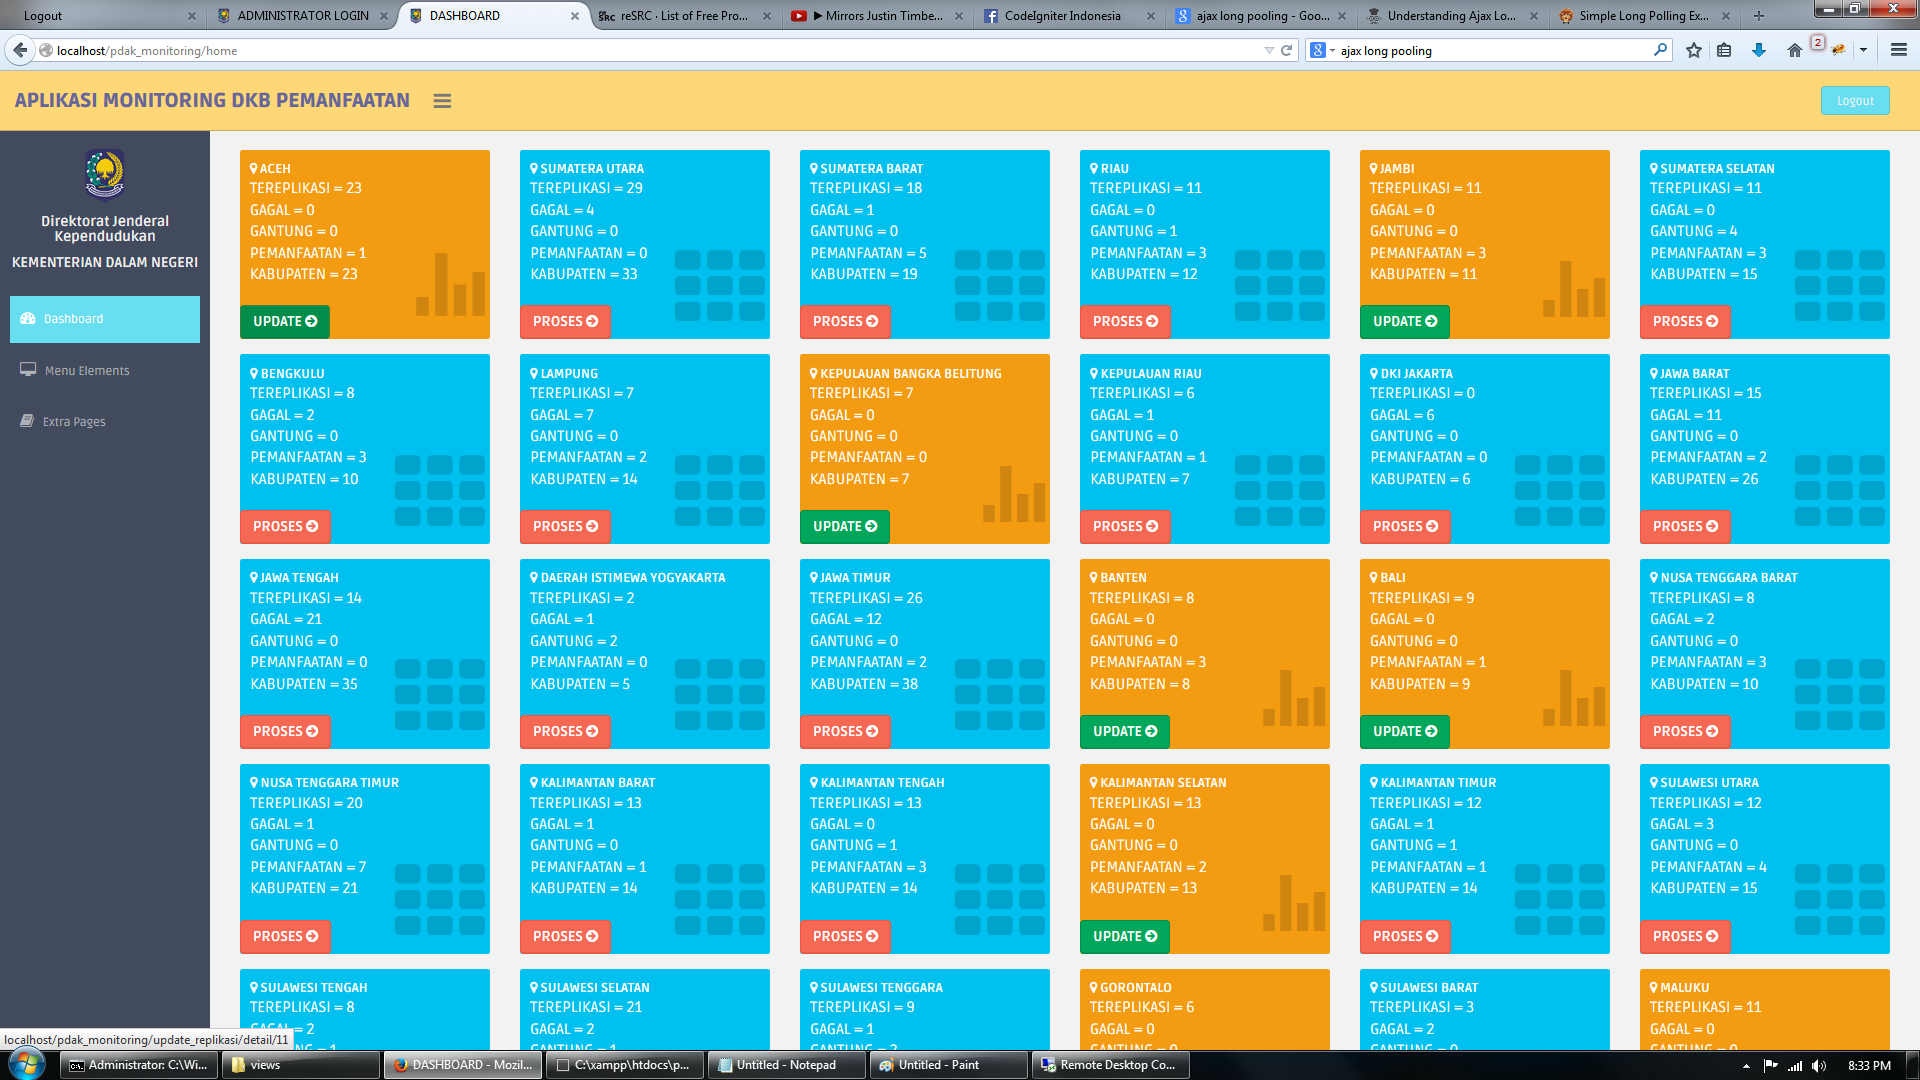 Logout
ADMINISTRATOR LOGIN
DASHBOARD
reSRC · List of Free Pro...
▶ Mirrors Justin Timbe...
CodeIgniter Indonesia
ajax long pooling - Goo...
Understanding Ajax Lo...
Simple Long Polling Ex...
localhost/pdak_monitoring/home
ajax long pooling
2
APLIKASI MONITORING DKB PEMANFAATAN
Logout
Direktorat Jenderal
Kependudukan
KEMENTERIAN DALAM NEGERI
Dashboard
Menu Elements
Extra Pages
ACEH
TEREPLIKASI = 23
GAGAL = 0
GANTUNG = 0
PEMANFAATAN = 1
KABUPATEN = 23
UPDATE
SUMATERA UTARA
TEREPLIKASI = 29
GAGAL = 4
GANTUNG = 0
PEMANFAATAN = 0
KABUPATEN = 33
PROSES
SUMATERA BARAT
TEREPLIKASI = 18
GAGAL = 1
GANTUNG = 0
PEMANFAATAN = 5
KABUPATEN = 19
PROSES
RIAU
TEREPLIKASI = 11
GAGAL = 0
GANTUNG = 1
PEMANFAATAN = 3
KABUPATEN = 12
PROSES
JAMBI
TEREPLIKASI = 11
GAGAL = 0
GANTUNG = 0
PEMANFAATAN = 3
KABUPATEN = 11
UPDATE
SUMATERA SELATAN
TEREPLIKASI = 11
GAGAL = 0
GANTUNG = 4
PEMANFAATAN = 3
KABUPATEN = 15
PROSES
BENGKULU
TEREPLIKASI = 8
GAGAL = 2
GANTUNG = 0
PEMANFAATAN = 3
KABUPATEN = 10
PROSES
LAMPUNG
TEREPLIKASI = 7
GAGAL = 7
GANTUNG = 0
PEMANFAATAN = 2
KABUPATEN = 14
PROSES
KEPULAUAN BANGKA BELITUNG
TEREPLIKASI = 7
GAGAL = 0
GANTUNG = 0
PEMANFAATAN = 0
KABUPATEN = 7
UPDATE
KEPULAUAN RIAU
TEREPLIKASI = 6
GAGAL = 1
GANTUNG = 0
PEMANFAATAN = 1
KABUPATEN = 7
PROSES
DKI JAKARTA
TEREPLIKASI = 0
GAGAL = 6
GANTUNG = 0
PEMANFAATAN = 0
KABUPATEN = 6
PROSES
JAWA BARAT
TEREPLIKASI = 15
GAGAL = 11
GANTUNG = 0
PEMANFAATAN = 2
KABUPATEN = 26
PROSES
JAWA TENGAH
TEREPLIKASI = 14
GAGAL = 21
GANTUNG = 0
PEMANFAATAN = 0
KABUPATEN = 35
PROSES
DAERAH ISTIMEWA YOGYAKARTA
TEREPLIKASI = 2
GAGAL = 1
GANTUNG = 2
PEMANFAATAN = 0
KABUPATEN = 5
PROSES
JAWA TIMUR
TEREPLIKASI = 26
GAGAL = 12
GANTUNG = 0
PEMANFAATAN = 2
KABUPATEN = 38
PROSES
BANTEN
TEREPLIKASI = 8
GAGAL = 0
GANTUNG = 0
PEMANFAATAN = 3
KABUPATEN = 8
UPDATE
BALI
TEREPLIKASI = 9
GAGAL = 0
GANTUNG = 0
PEMANFAATAN = 1
KABUPATEN = 9
UPDATE
NUSA TENGGARA BARAT
TEREPLIKASI = 8
GAGAL = 2
GANTUNG = 0
PEMANFAATAN = 3
KABUPATEN = 10
PROSES
NUSA TENGGARA TIMUR
TEREPLIKASI = 20
GAGAL = 1
GANTUNG = 0
PEMANFAATAN = 7
KABUPATEN = 21
PROSES
KALIMANTAN BARAT
TEREPLIKASI = 13
GAGAL = 1
GANTUNG = 0
PEMANFAATAN = 1
KABUPATEN = 14
PROSES
KALIMANTAN TENGAH
TEREPLIKASI = 13
GAGAL = 0
GANTUNG = 1
PEMANFAATAN = 3
KABUPATEN = 14
PROSES
KALIMANTAN SELATAN
TEREPLIKASI = 13
GAGAL = 0
GANTUNG = 0
PEMANFAATAN = 2
KABUPATEN = 13
UPDATE
KALIMANTAN TIMUR
TEREPLIKASI = 12
GAGAL = 1
GANTUNG = 1
PEMANFAATAN = 1
KABUPATEN = 14
PROSES
SULAWESI UTARA
TEREPLIKASI = 12
GAGAL = 3
GANTUNG = 0
PEMANFAATAN = 4
KABUPATEN = 15
PROSES
SULAWESI TENGAH
TEREPLIKASI = 8
GAGAL = 2
SULAWESI SELATAN
TEREPLIKASI = 21
GAGAL = 2
GANTUNG = 1
SULAWESI TENGGARA
TEREPLIKASI = 9
GAGAL = 1
GANTUNG = 2
GORONTALO
TEREPLIKASI = 6
GAGAL = 0
GANTUNG = 0
SULAWESI BARAT
TEREPLIKASI = 3
GAGAL = 2
GANTUNG = 0
MALUKU
TEREPLIKASI = 11
GAGAL = 0
GANTUNG = 0
localhost/pdak_monitoring/update_replikasi/detail/11
Administrator: C:\Wi...
views
DASHBOARD - Mozil...
C:\xampp\htdocs\p...
Untitled - Notepad
Untitled - Paint
Remote Desktop Co...
8:33 PM